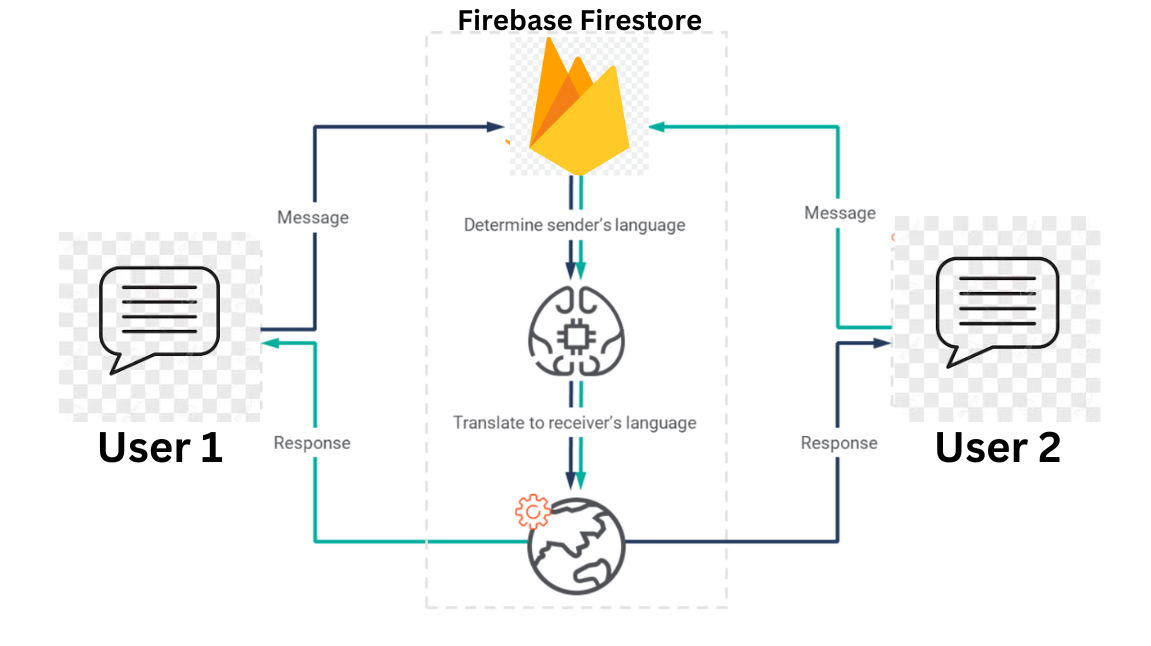 Firebase Firestore
Message
Message
Determine sender's language
User 1
User 2
Translate to receiver's language
Response
Response